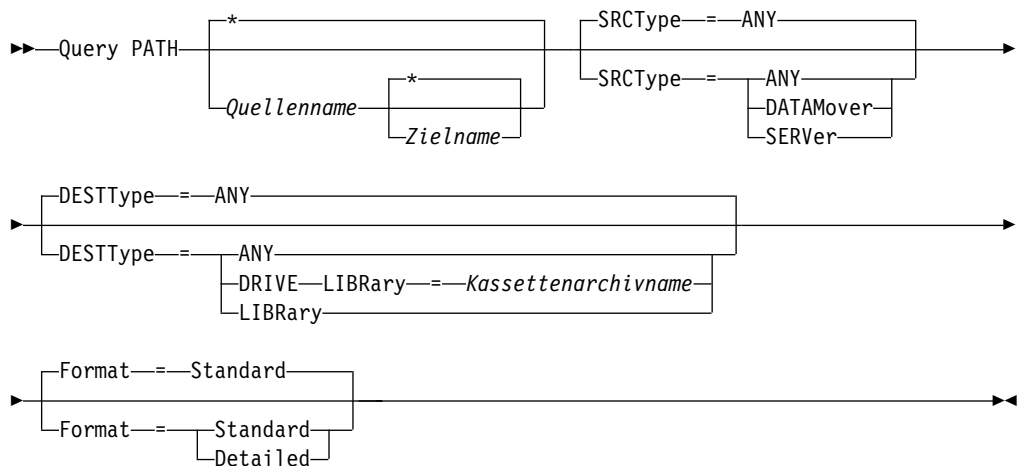 * SRCType = ANY
Query PATH
* SRCType = ANY
Quellenname DATAMover
Zielname SERVer
DESTType = ANY
DESTType = ANY
DRIVE LIBRary = Kassettenarchivname
LIBRary
Format = Standard
Format = Standard
Detailed